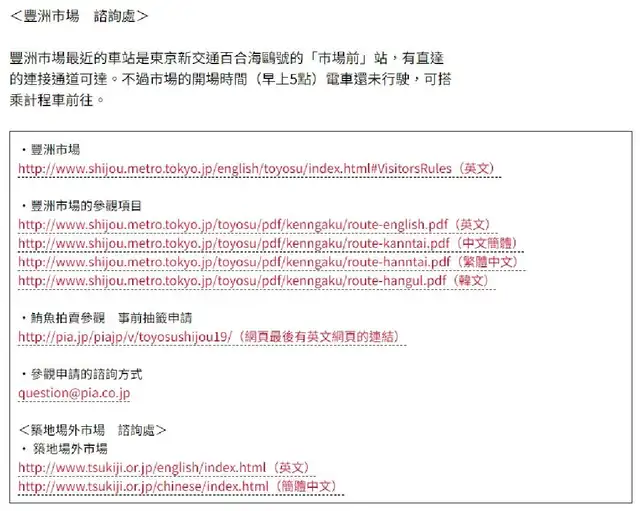 ＜豐洲市場　諮詢處＞
豐洲市場最近的車站是東京新交通百合海鷗號的「市場前」站，有直達
的連接通道可達。不過市場的開場時間（早上5點）電車還未行駛，可搭
乘計程車前往。
・豐洲市場
http://www.shijou.metro.tokyo.jp/english/toyosu/index.html#VisitorsRules（英文）
・豐洲市場的參觀項目
http://www.shijou.metro.tokyo.jp/toyosu/pdf/kenngaku/route-english.pdf（英文）
http://www.shijou.metro.tokyo.jp/toyosu/pdf/kenngaku/route-kanntai.pdf（中文簡體）
http://www.shijou.metro.tokyo.jp/toyosu/pdf/kenngaku/route-hanntai.pdf（繁體中文）
http://www.shijou.metro.tokyo.jp/toyosu/pdf/kenngaku/route-hangul.pdf（韓文）
・鮪魚拍賣參觀　事前抽籤申請
http://pia.jp/piajp/v/toyosushijou19/（網頁最後有英文網頁的連結）
・參觀申請的諮詢方式
question@pia.co.jp
＜築地場外市場　諮詢處＞
・ 築地場外市場
http://www.tsukiji.or.jp/english/index.html（英文）
http://www.tsukiji.or.jp/chinese/index.html（簡體中文）